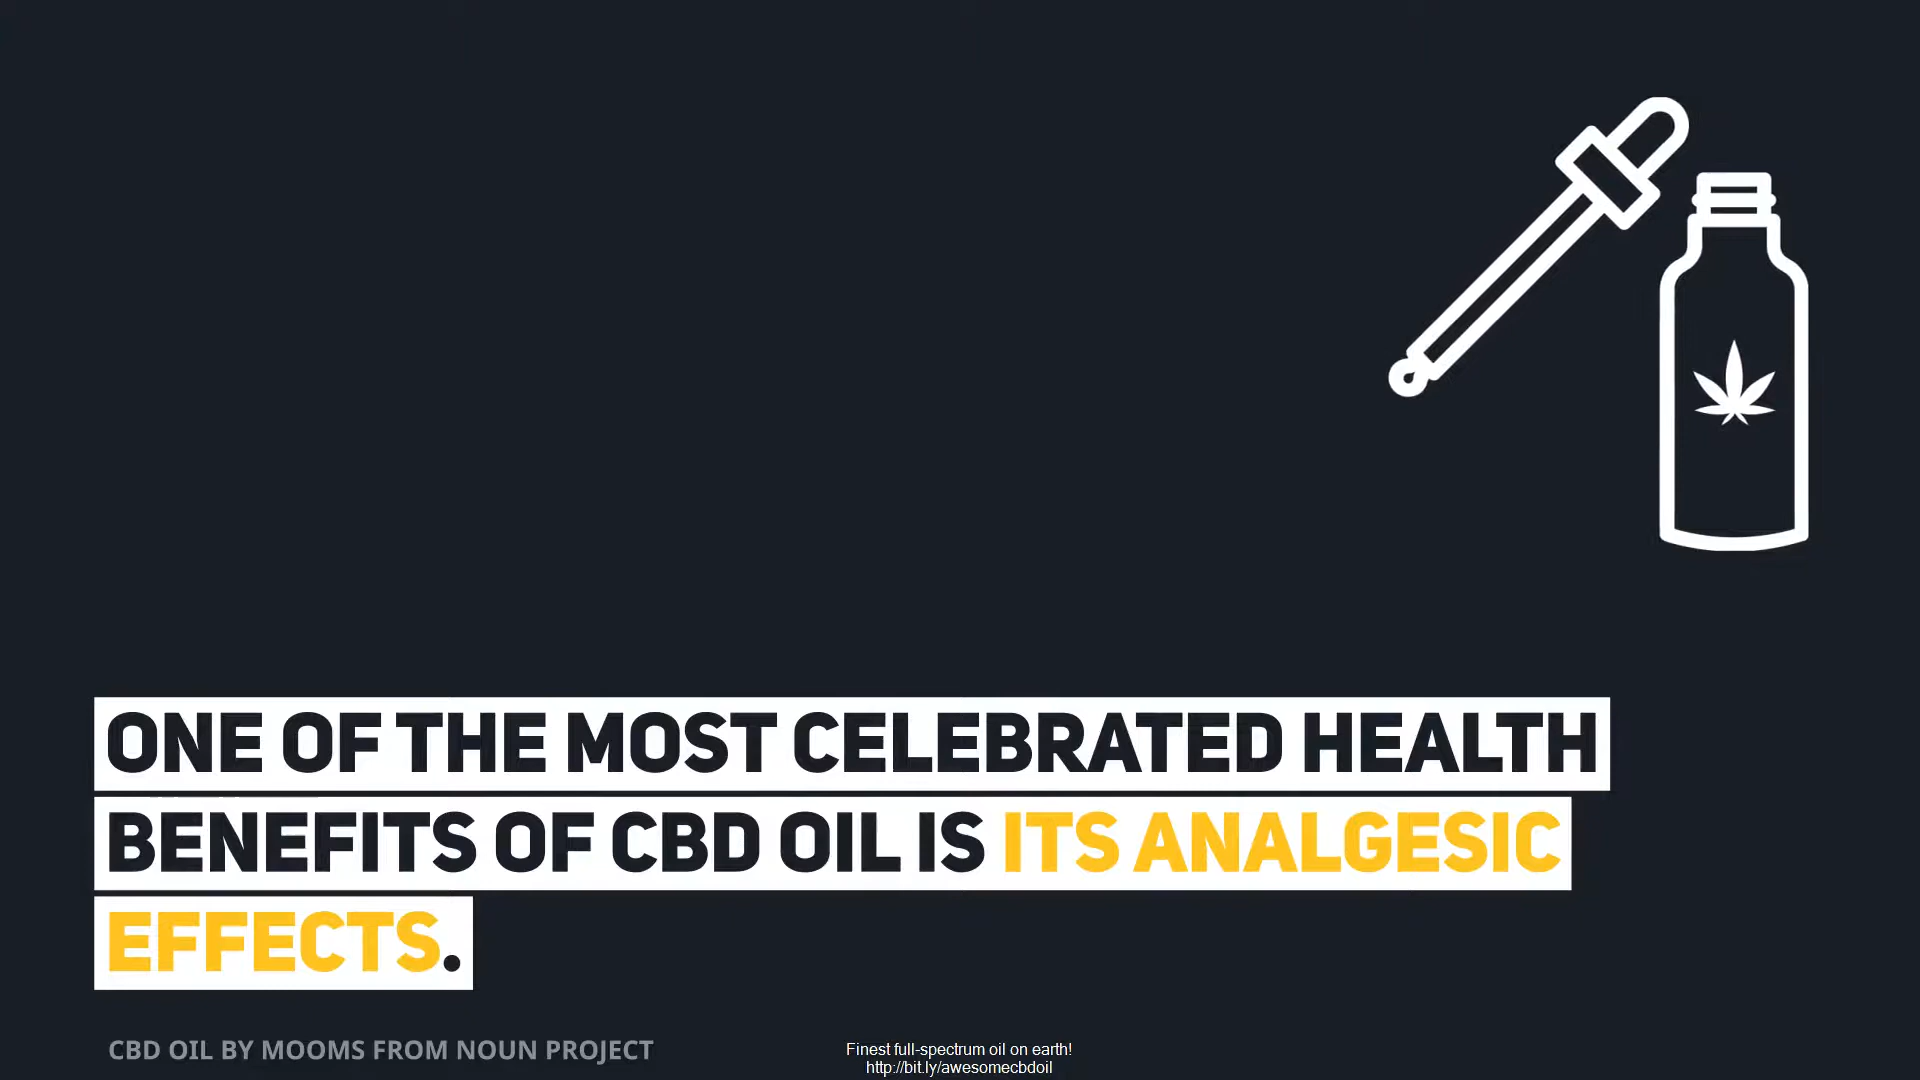 ONE OF THE MOST CELEBRATED HEALTH
BENEFITS OF CBD OIL IS ITS ANALGESIC
EFFECTS.
CBD OIL BY MOOMS FROM NOUN PROJECT
Finest full-spectrum oil on earth!
http://bit.ly/awesomecbdoil